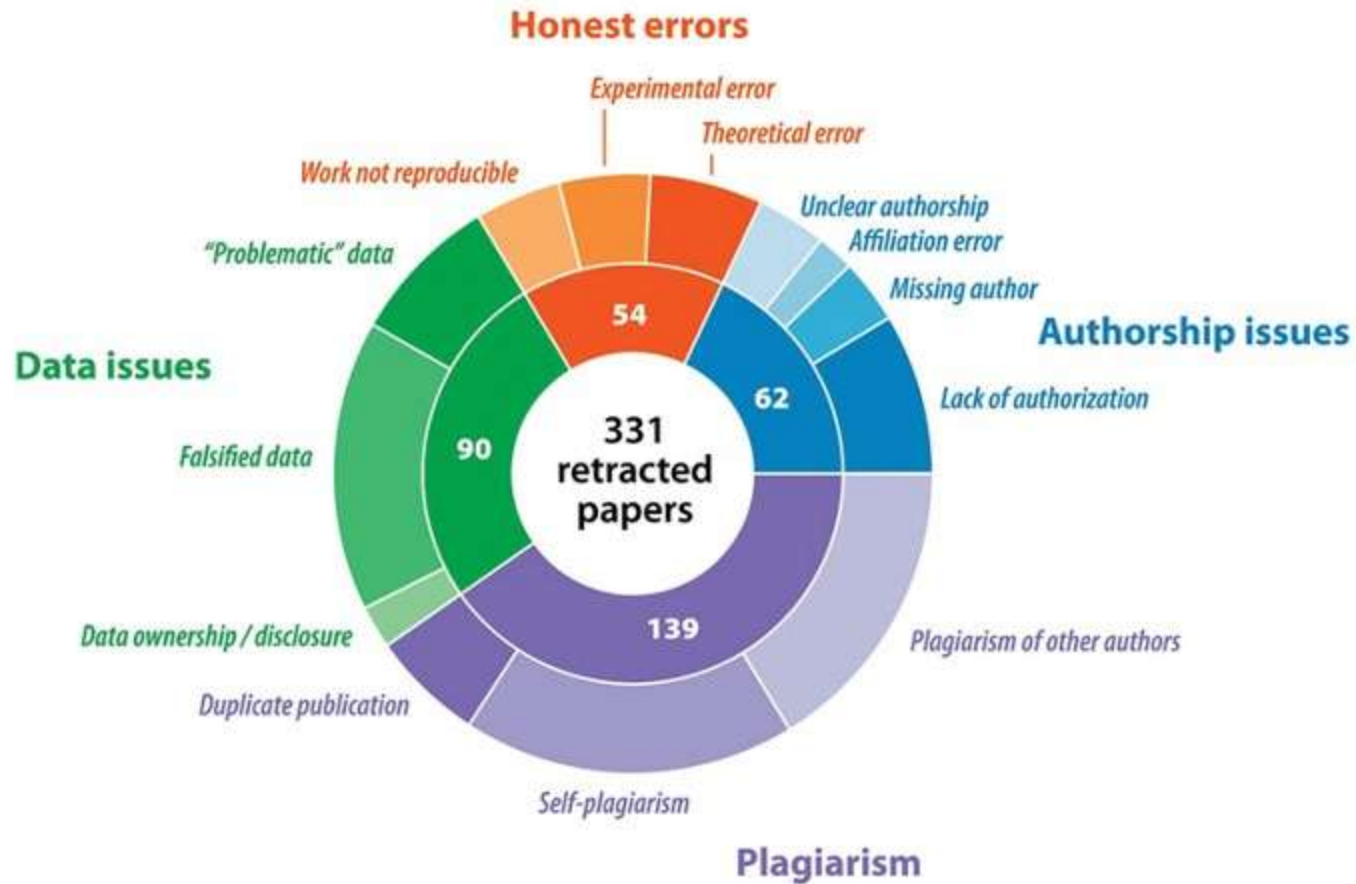 Honest errors
Experimental error
Theoretical error
Work not reproducible
Unclear authorship
Affiliation error
“Problematic” data
Missing author
Authorship issues
54
Data issues
62
Lack of authorization
331
retracted
papers
90
Falsified data
139
Data ownership / disclosure
Plagiarism of other authors
Duplicate publication
Self-plagiarism
Plagiarism